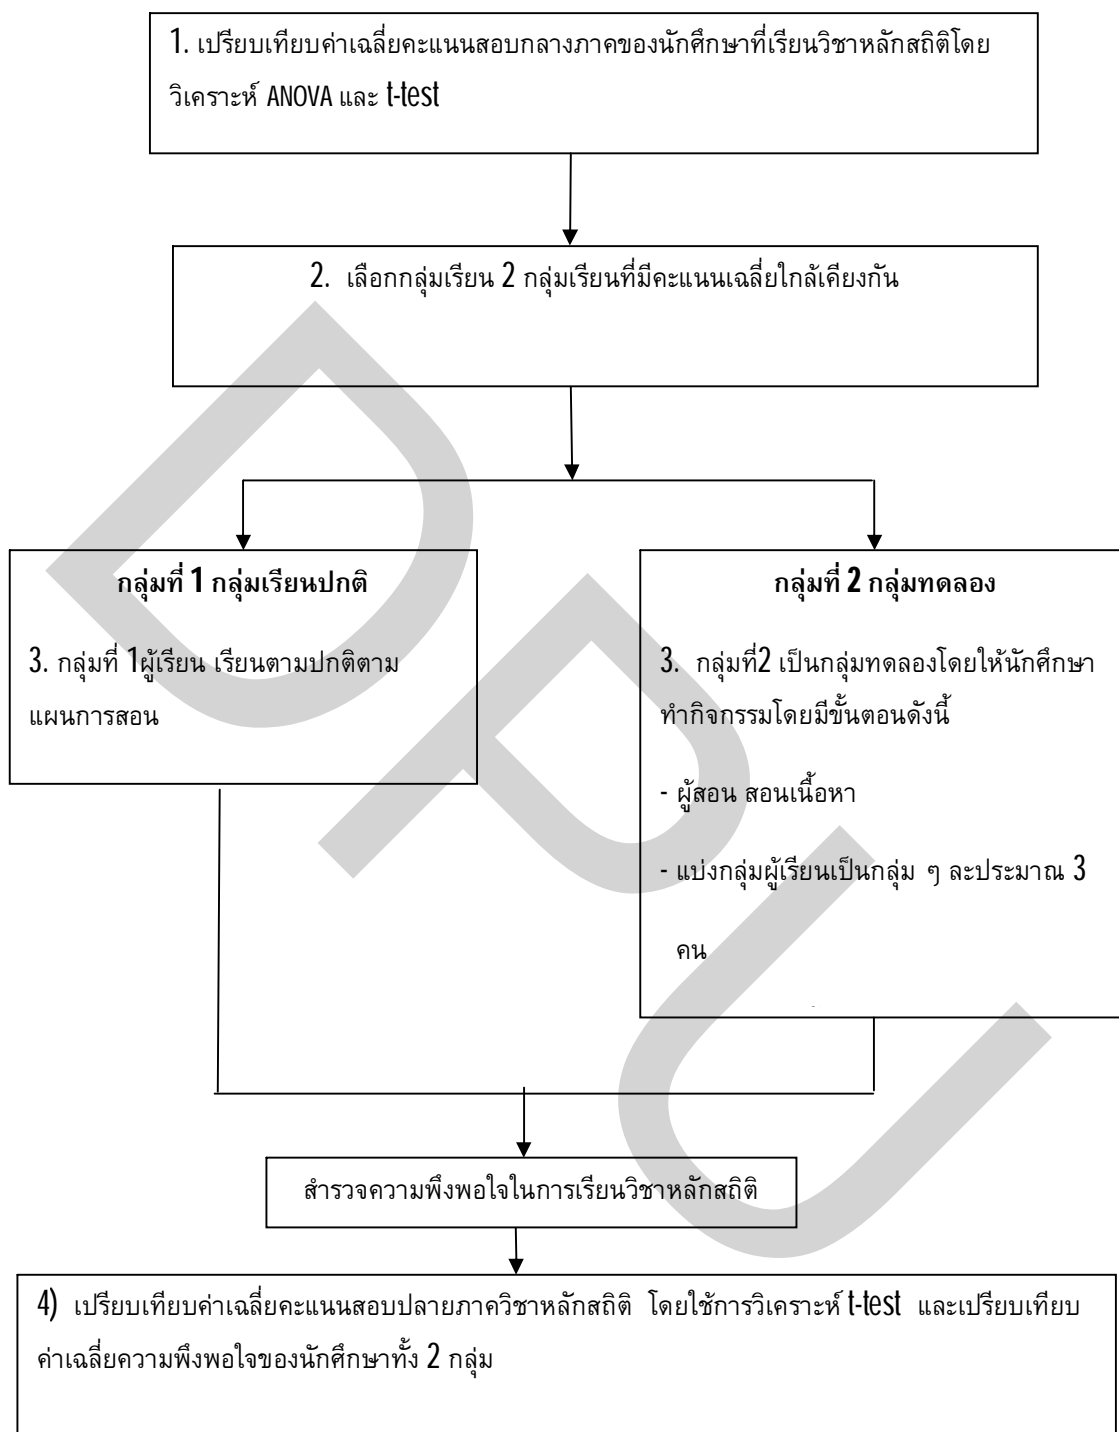 1. เปรียบเทียบค่าเฉลี่ยคะแนนสอบกลางภาคของนักศึกษาที่เรียนวิชาหลักสถิติโดย
วิเคราะห์ ANOVA และ t-test
2. เลือกกลุ่มเรียน 2 กลุ่มเรียนที่มีคะแนนเฉลี่ยใกล้เคียงกัน
กลุ่มที่ 1 กลุ่มเรียนปกติ
3. กลุ่มที่ 1ผู้เรียน เรียนตามปกติตาม
แผนการสอน
กลุ่มที่ 2 กลุ่มทดลอง
3. กลุ่มที่2 เป็นกลุ่มทดลองโดยให้นักศึกษา
ทำกิจกรรมโดยมีขั้นตอนดังนี้
- ผู้สอน สอนเนื้อหา
- แบ่งกลุ่มผู้เรียนเป็นกลุ่ม ๆ ละประมาณ 3
คน
สำรวจความพึงพอใจในการเรียนวิชาหลักสถิติ
4) เปรียบเทียบค่าเฉลี่ยคะแนนสอบปลายภาควิชาหลักสถิติ โดยใช้การวิเคราะห์ t-test และเปรียบเทียบ
ค่าเฉลี่ยความพึงพอใจของนักศึกษาทั้ง 2 กลุ่ม
DPU